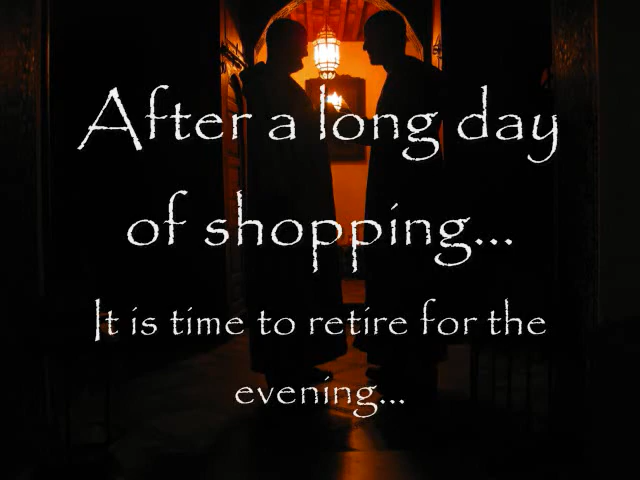 After a long day
of shopping...
It is time to retire for the
evening...